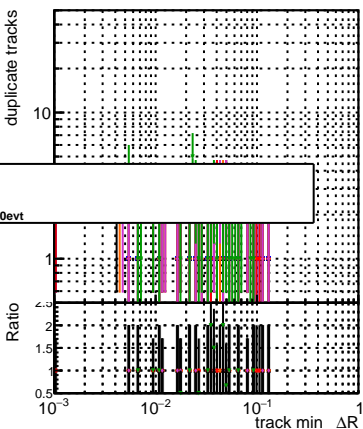 duplicate tracks
10
0evt
1
Ratio
2.5
2
1.5
1
0.5
10⁻³
10⁻²
10⁻¹
1
track min ΔR